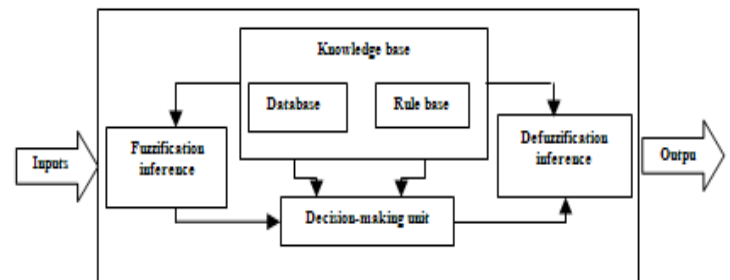 Knowledge base
Database
Rule base
Inputs
Fuzzification
inference
Defuzzification
inference
Outpu
Decision-making unit